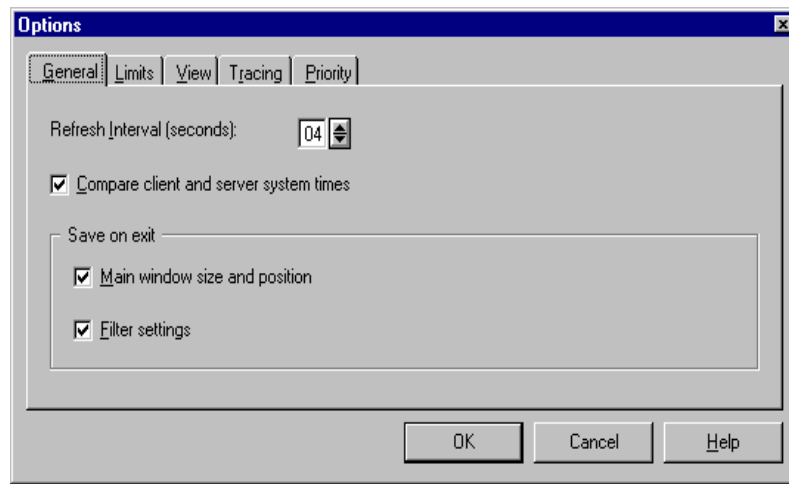 Options
General Limits View Tracing Priority
Refresh Interval (seconds): 04
Compare client and server system times
Save on exit
Main window size and position
Filter settings
OK Cancel Help